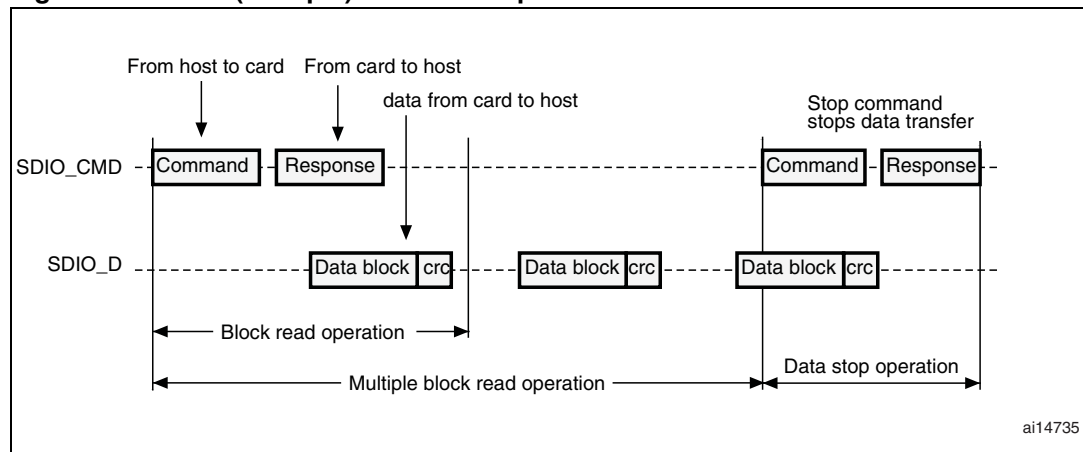 From host to card
From card to host
data from card to host
Stop command
stops data transfer
SDIO_CMD
Command
Response
Command
Response
SDIO_D
Data block
crc
Data block
crc
Data block
crc
Block read operation
Data stop operation
Multiple block read operation
ai14735